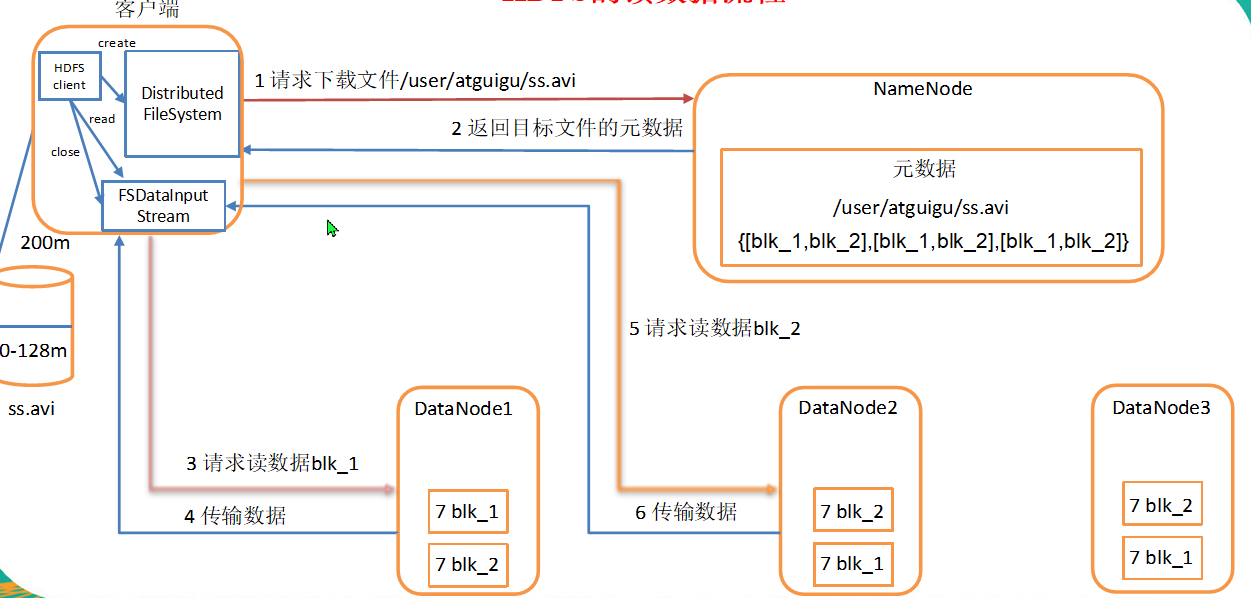 客户端
create
HDFS
client
Distributed
FileSystem
read
close
FSDataInput
Stream
1 请求下载文件/user/atguigu/ss.avi
2 返回目标文件的元数据
NameNode
元数据
/user/atguigu/ss.avi
{[blk_1,blk_2],[blk_1,blk_2],[blk_1,blk_2]}
200m
0-128m
ss.avi
5 请求读数据blk_2
3 请求读数据blk_1
4 传输数据
6 传输数据
DataNode1
7 blk_1
7 blk_2
DataNode2
7 blk_2
7 blk_1
DataNode3
7 blk_2
7 blk_1